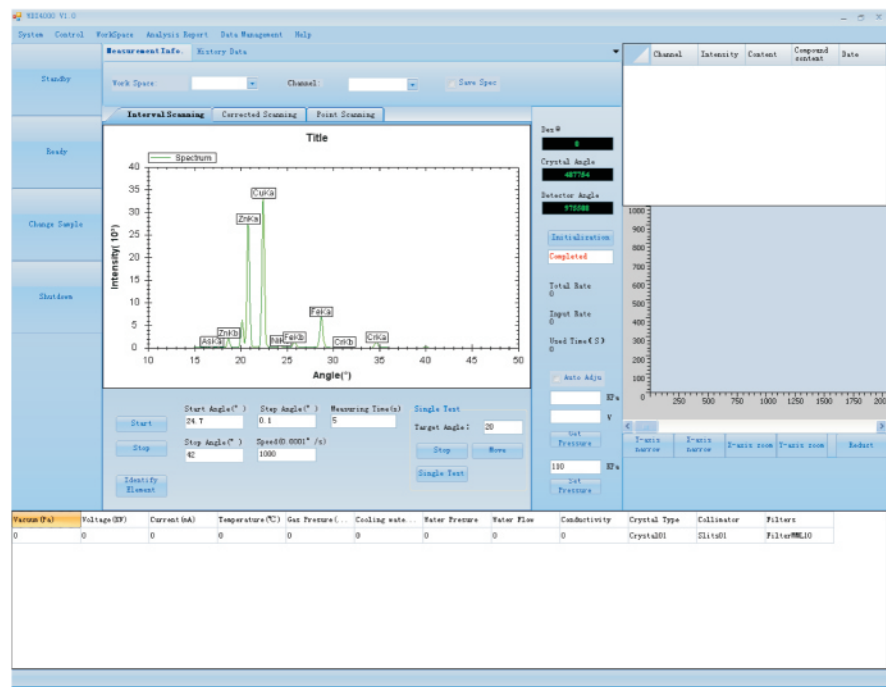 V1.0
System Control WorkSpace Analysis Report Data Management Help
Measurement Info. History Data
Standby
Ready
Change Sample
Shutdown
Work Space: Channel: Save Spec
Interval Scanning Corrected Scanning Point Scanning
Title
Spectrum
Intensity( 10³)
40
35
30
25
20
15
10
5
0
CuKa
ZnKa
FeKa
ZnKb
AsKa
FeKb
CrKb
CrKa
10 15 20 25 30 35 40 45 50
Angle(°)
0
Crystal Angle
487754
Detector Angle
975508
Initialization
Completed
Total Rate
0
Input Rate
0
Used Time(S)
0
Auto Adju
KPa
V
Set
Pressure
110 KPa
Set
Pressure
Channel Intensity Content Compound content Date
1000
900
800
700
600
500
400
300
200
100
0
250 500 750 1000 1250 1500 1750 200
X-axis zoom Y-axis zoom
narrow narrow
Start
Stop
Identify
Element
Start Angle(° ) Step Angle(° ) Measuring Time(s)
24.7 0.1 5
Stop Angle(° ) Speed(0.0001° /s)
42 1000
Single Test
Target Angle: 20
Stop Move
Single Test
Vacuum(Pa) Voltage(KV) Current(mA) Temperature(℃) Gas Presure(... Cooling wate... Water Presure Water Flow Conductivity Crystal Type Collimator Filters
0 0 0 0 0 0 0 0 0 Crystal01 Slits01